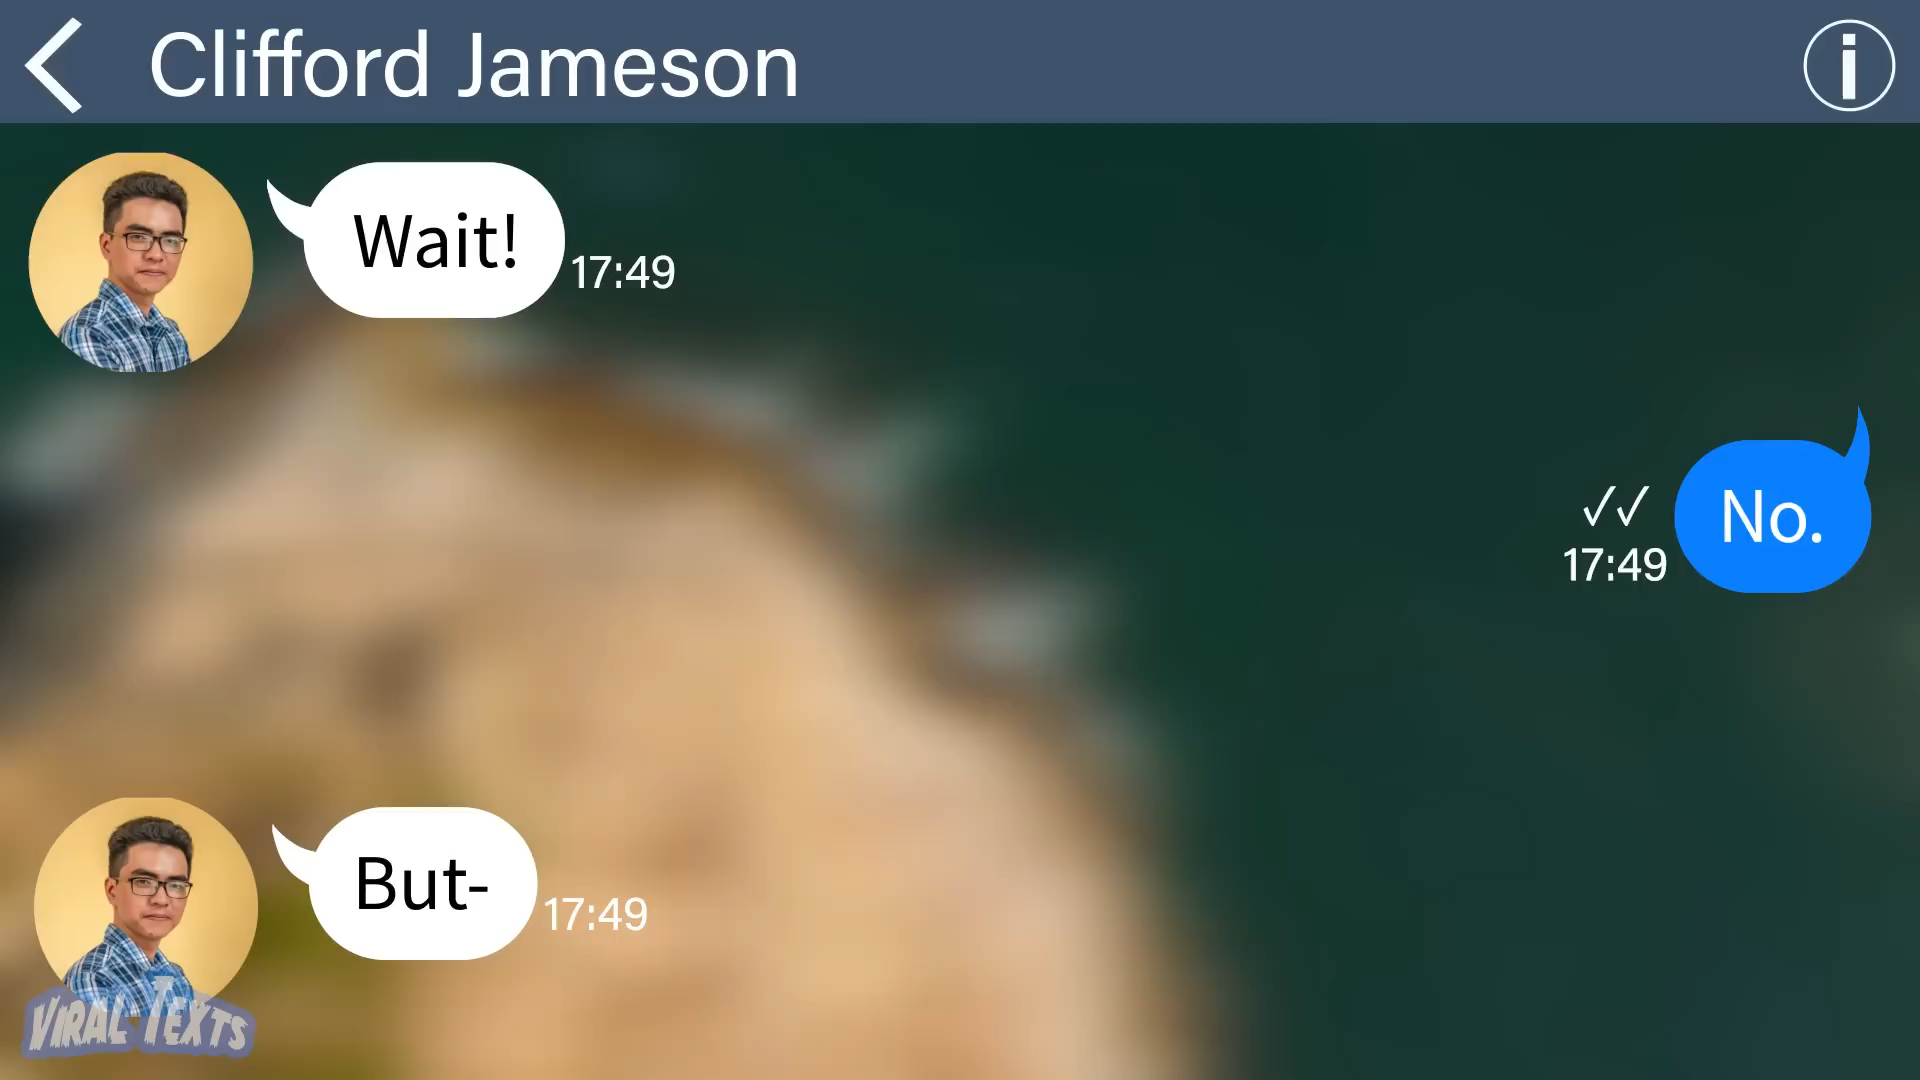 Clifford Jameson
Wait!
17:49
✓✓
No.
17:49
But-
17:49
VIRAL TEXTS